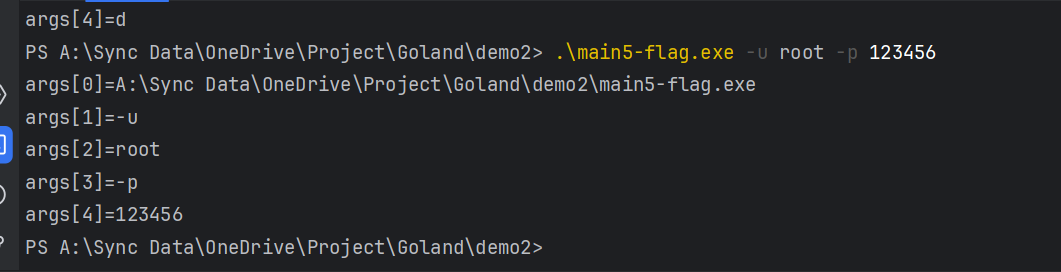 args[4]=d
PS A:\Sync Data\OneDrive\Project\Goland\demo2> .\main5-flag.exe -u root -p 123456
args[0]=A:\Sync Data\OneDrive\Project\Goland\demo2\main5-flag.exe
args[1]=-u
args[2]=root
args[3]=-p
args[4]=123456
PS A:\Sync Data\OneDrive\Project\Goland\demo2>